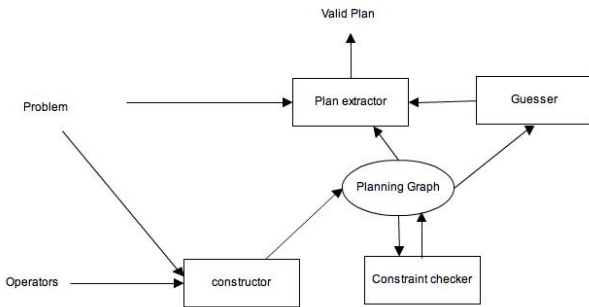 Valid Plan
Problem
Plan extractor
Guesser
Planning Graph
Operators
constructor
Constraint checker